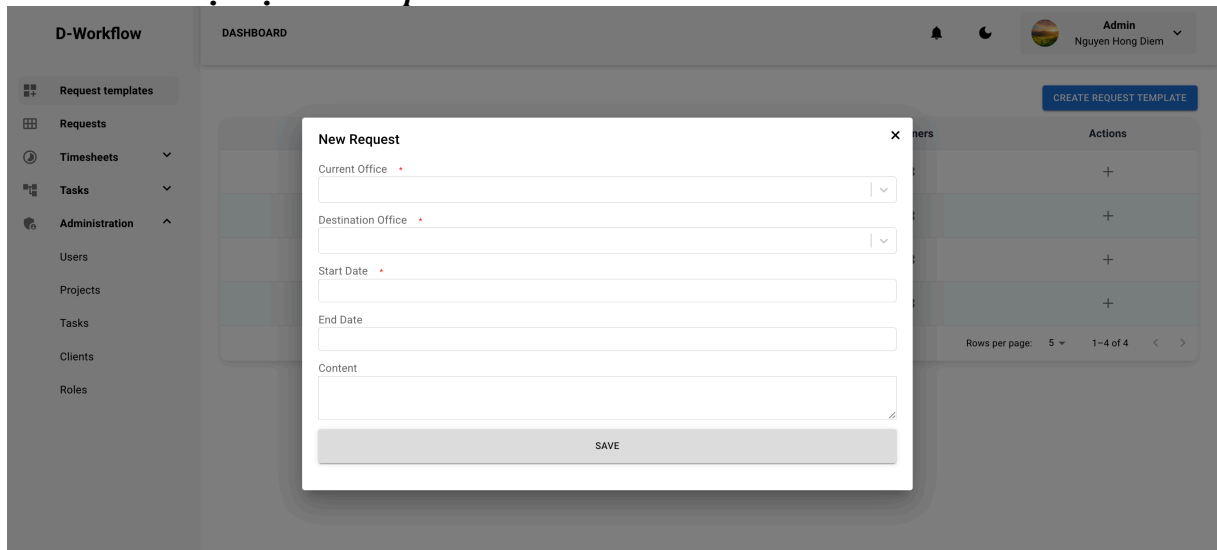 D-Workflow
DASHBOARD
Admin
Nguyen Hong Diem
Request templates
Requests
Timesheets
Tasks
Administration
Users
Projects
Tasks
Clients
Roles
CREATE REQUEST TEMPLATE
Actions
New Request
Current Office *
Destination Office *
Start Date *
End Date
Content
SAVE
Rows per page: 5 1–4 of 4